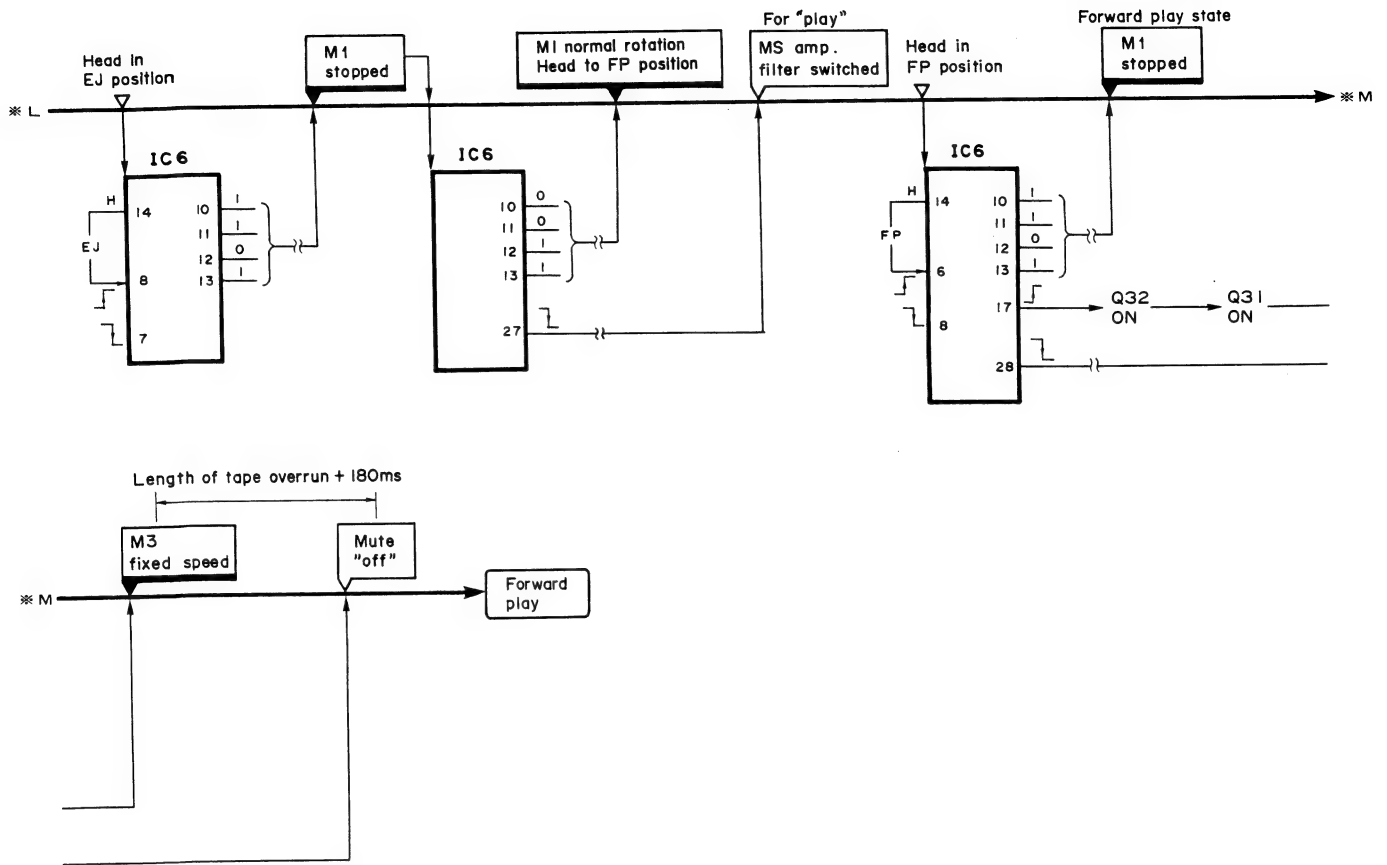 Head in
EJ position
M1
stopped
M1 normal rotation
Head to FP position
For "play"
MS amp.
filter switched
Head in
FP position
Forward play state
M1
stopped
※ L
※ M
IC6
H
14
EJ
8
7
10 1
11 1
12 0
13 1
IC6
10 0
11 0
12 1
13 1
27
IC6
H
14
FP
6
8
10 1
11 1
12 0
13 1
17
Q32
ON
Q31
ON
28
Length of tape overrun + 180ms
M3
fixed speed
Mute
"off"
※ M
Forward
play